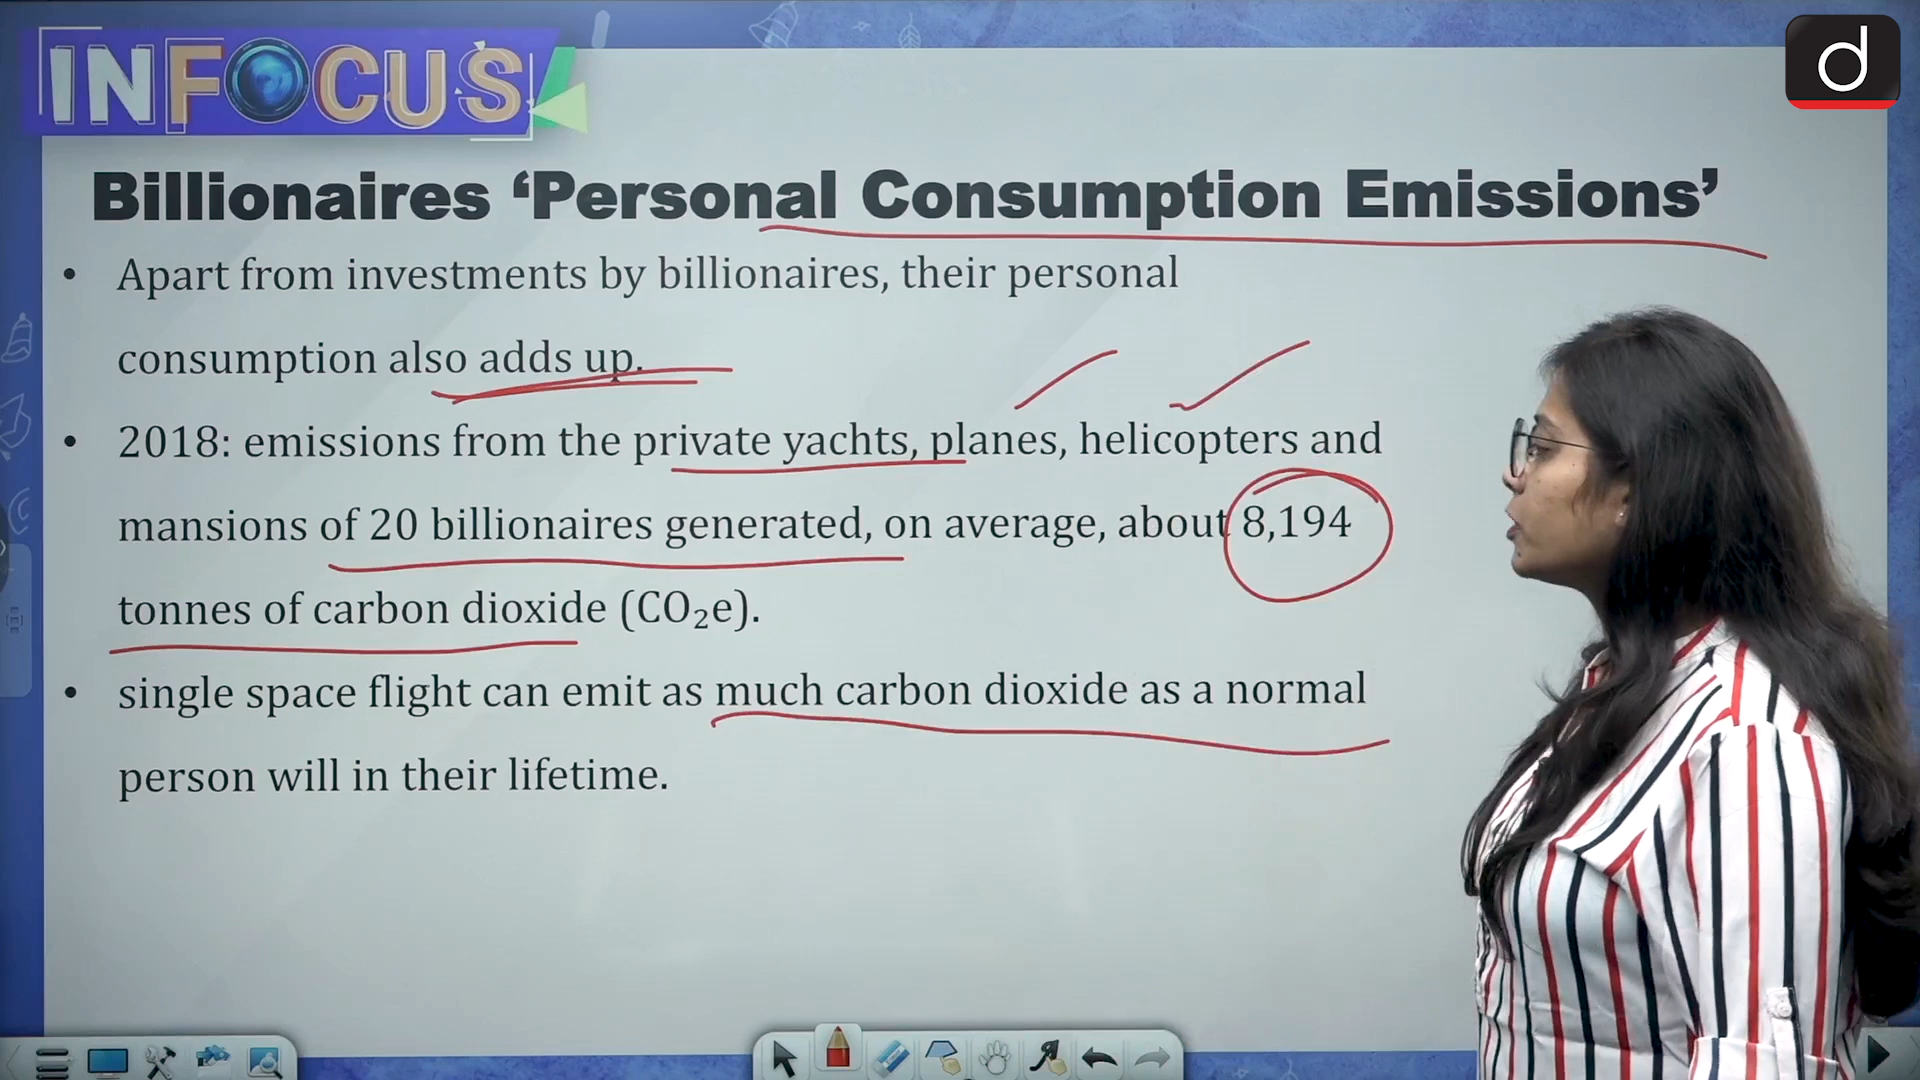 INFOCUS
d
Billionaires ‘Personal Consumption Emissions’
• Apart from investments by billionaires, their personal
consumption also adds up.
• 2018: emissions from the private yachts, planes, helicopters and
mansions of 20 billionaires generated, on average, about 8,194
tonnes of carbon dioxide (CO₂e).
• single space flight can emit as much carbon dioxide as a normal
person will in their lifetime.